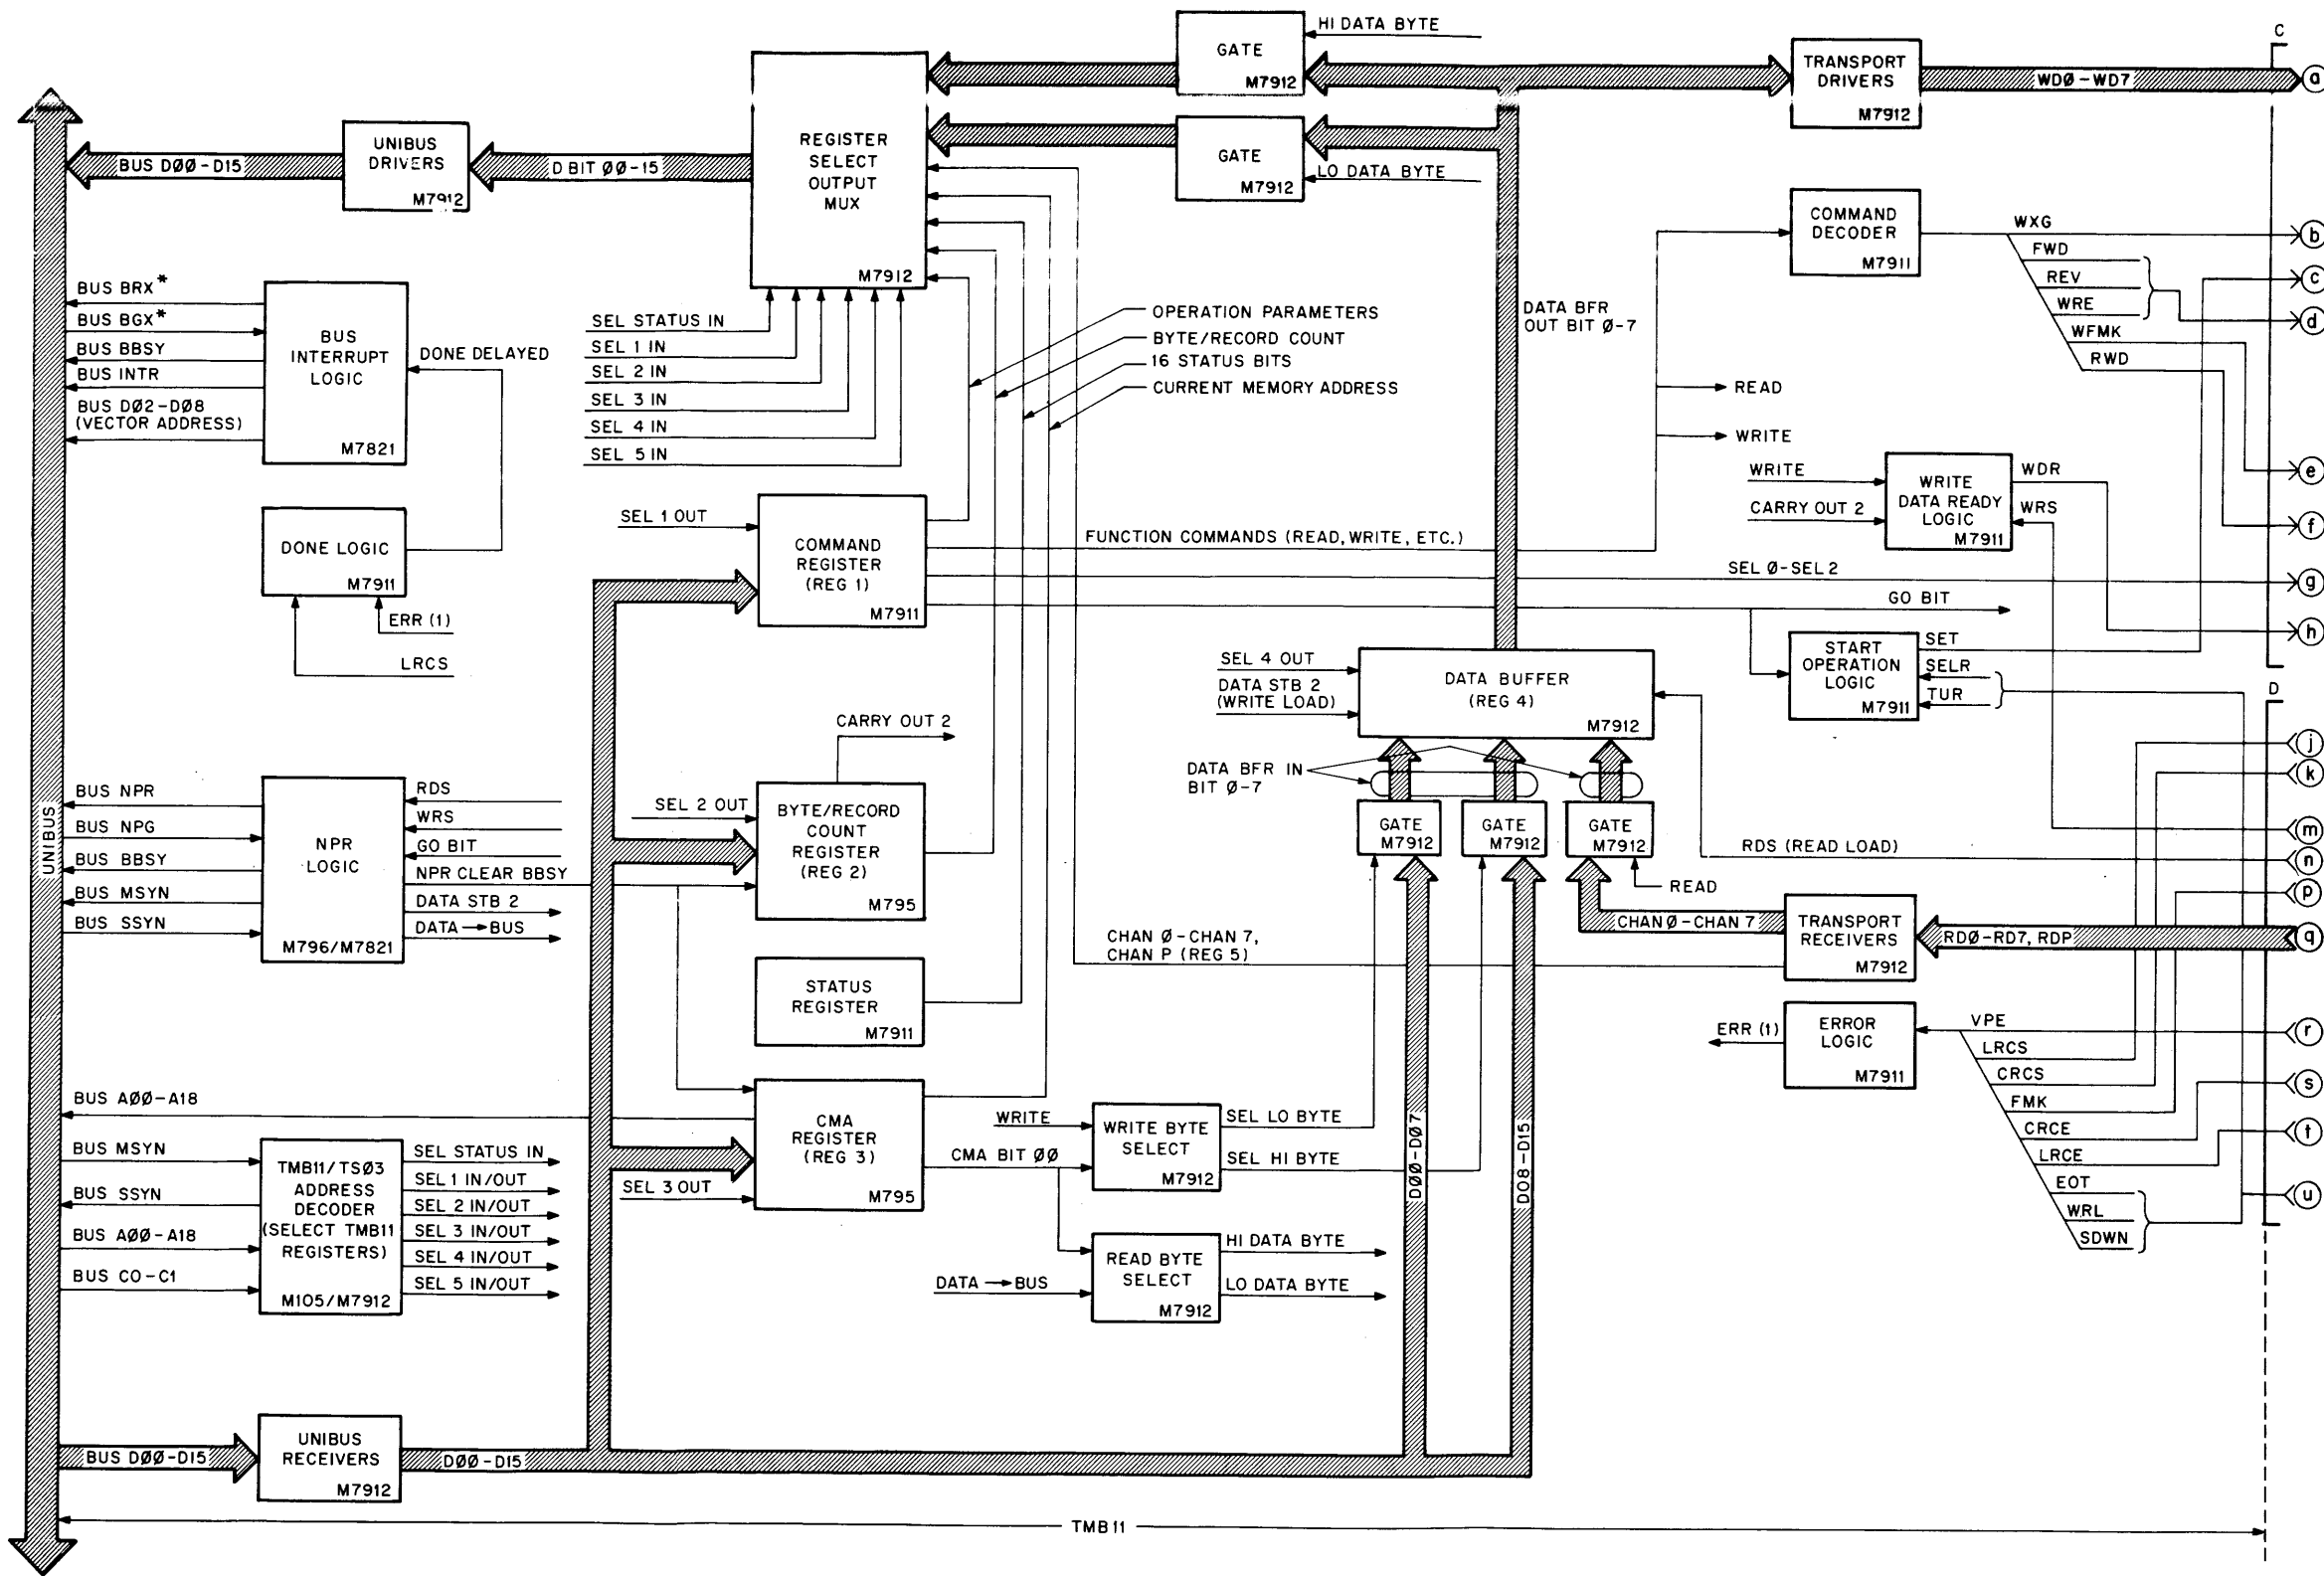 HI DATA BYTE
GATE
M7912
TRANSPORT
DRIVERS
M7912
WDØ-WD7
C
a
UNIBUS
DRIVERS
M7912
BUS DØØ-D15
D BIT ØØ-15
REGISTER
SELECT
OUTPUT
MUX
M7912
GATE
M7912
LO DATA BYTE
COMMAND
DECODER
M7911
WXG
FWD
REV
WRE
WFMK
RWD
b
c
d
e
f
g
h
BUS BRX*
BUS BGX*
BUS BBSY
BUS INTR
BUS DØ2-DØ8
(VECTOR ADDRESS)
BUS
INTERRUPT
LOGIC
M7821
DONE DELAYED
SEL STATUS IN
SEL 1 IN
SEL 2 IN
SEL 3 IN
SEL 4 IN
SEL 5 IN
OPERATION PARAMETERS
BYTE/RECORD COUNT
16 STATUS BITS
CURRENT MEMORY ADDRESS
DATA BFR
OUT BIT Ø-7
READ
WRITE
WRITE
CARRY OUT 2
WRITE
DATA READY
LOGIC
M7911
WDR
WRS
DONE LOGIC
M7911
ERR (1)
LRCS
SEL 1 OUT
COMMAND
REGISTER
(REG 1)
M7911
FUNCTION COMMANDS (READ, WRITE, ETC.)
SEL Ø-SEL 2
GO BIT
START
OPERATION
LOGIC
M7911
SET
SELR
TUR
SEL 4 OUT
DATA STB 2
(WRITE LOAD)
DATA BUFFER
(REG 4)
M7912
D
j
k
m
n
p
q
r
s
t
u
UNIBUS
BUS NPR
BUS NPG
BUS BBSY
BUS MSYN
BUS SSYN
NPR
LOGIC
M796/M7821
RDS
WRS
GO BIT
NPR CLEAR BBSY
DATA STB 2
DATA → BUS
CARRY OUT 2
SEL 2 OUT
BYTE/RECORD
COUNT
REGISTER
(REG 2)
M795
DATA BFR IN
BIT Ø-7
GATE
M7912
GATE
M7912
GATE
M7912
READ
RDS (READ LOAD)
CHAN Ø-CHAN 7,
CHAN P (REG 5)
CHAN Ø-CHAN 7
TRANSPORT
RECEIVERS
M7912
RDØ-RD7, RDP
STATUS
REGISTER
M7911
ERR (1)
ERROR
LOGIC
M7911
VPE
LRCS
CRCS
FMK
CRCE
LRCE
EOT
WRL
SDWN
BUS AØØ-A18
CMA
REGISTER
(REG 3)
M795
SEL 3 OUT
WRITE
CMA BIT ØØ
WRITE BYTE
SELECT
M7912
SEL LO BYTE
SEL HI BYTE
DØØ-DØ7
DO8-D15
BUS MSYN
BUS SSYN
BUS AØØ-A18
BUS CO-C1
TMB11/TSØ3
ADDRESS
DECODER
(SELECT TMB11
REGISTERS)
M105/M7912
SEL STATUS IN
SEL 1 IN/OUT
SEL 2 IN/OUT
SEL 3 IN/OUT
SEL 4 IN/OUT
SEL 5 IN/OUT
DATA → BUS
READ BYTE
SELECT
M7912
HI DATA BYTE
LO DATA BYTE
BUS DØØ-D15
UNIBUS
RECEIVERS
M7912
DØØ-D15
TMB11